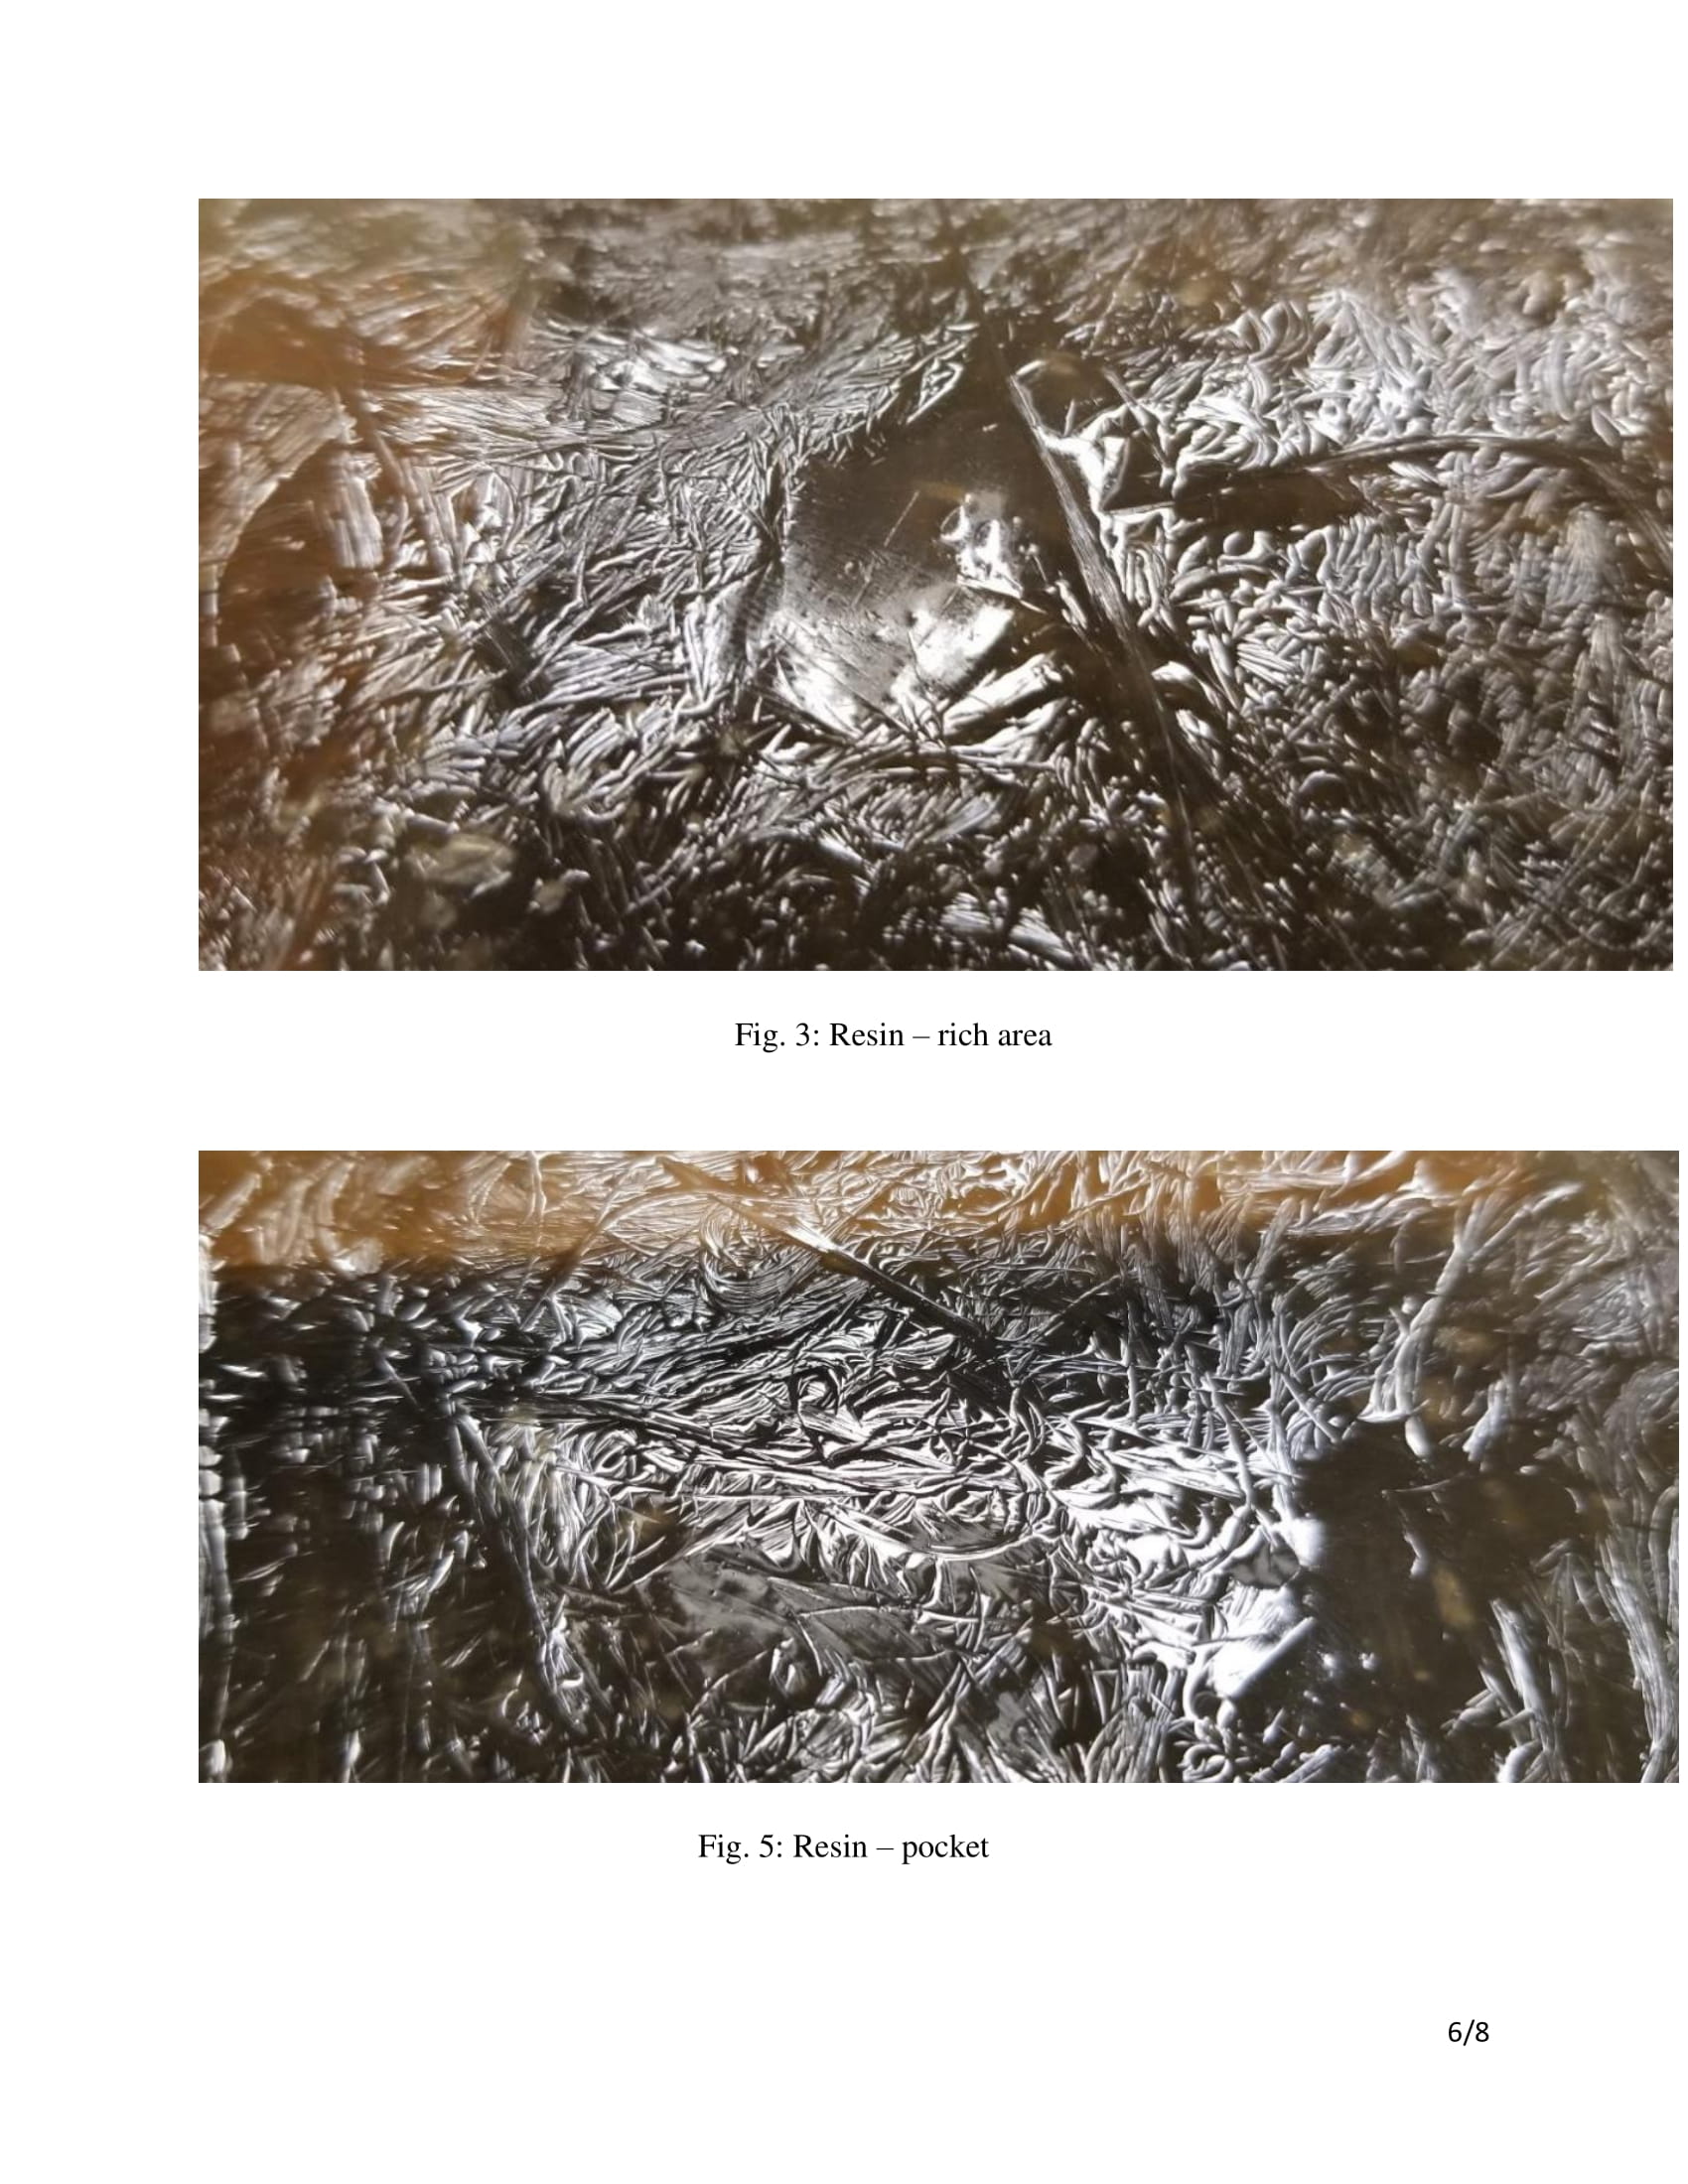 Fig. 3: Resin – rich area
Fig. 5: Resin – pocket
6/8